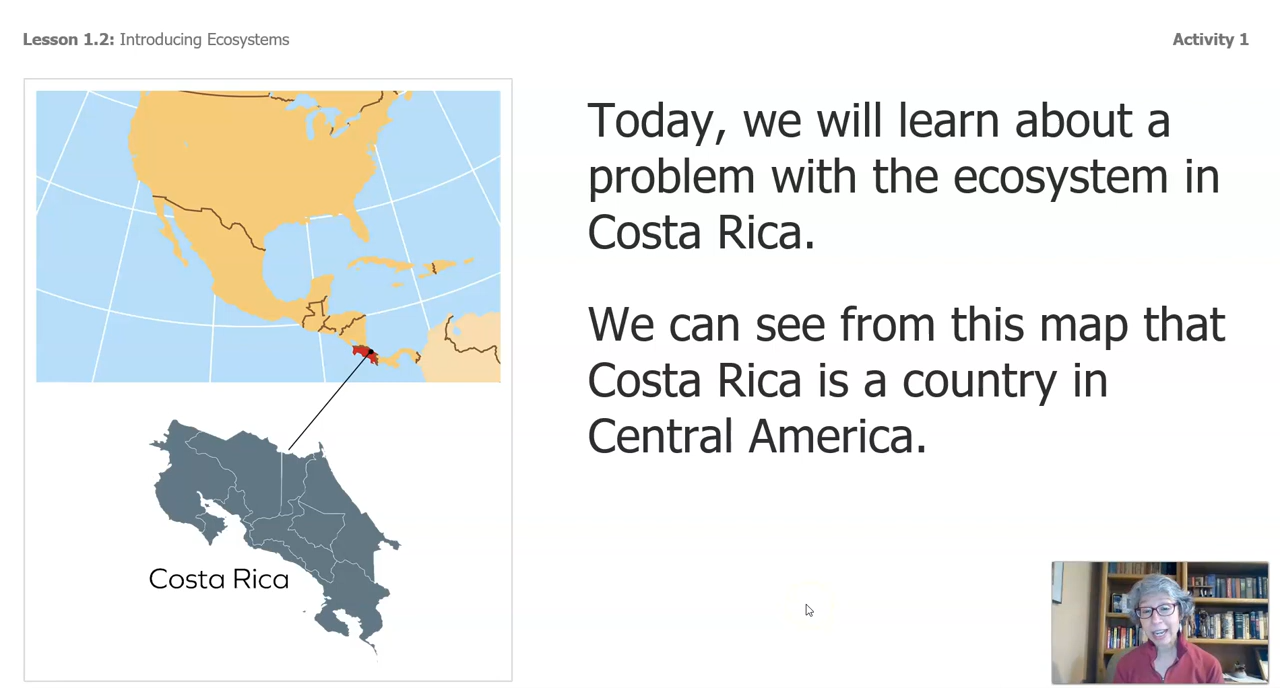 Lesson 1.2: Introducing Ecosystems
Activity 1
Today, we will learn about a
problem with the ecosystem in
Costa Rica.
We can see from this map that
Costa Rica is a country in
Central America.
Costa Rica